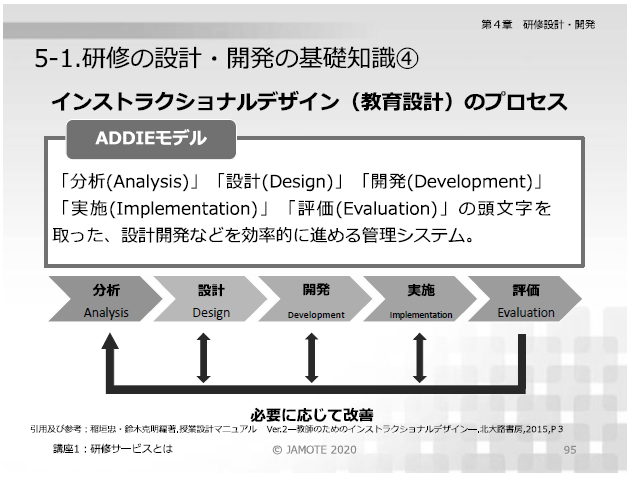 第４章　研修設計・開発
5-1.研修の設計・開発の基礎知識④
インストラクショナルデザイン（教育設計）のプロセス
ADDIEモデル
「分析(Analysis)」「設計(Design)」「開発(Development)」
「実施(Implementation)」「評価(Evaluation)」の頭文字を
取った、設計開発などを効率的に進める管理システム。
分析
Analysis
設計
Design
開発
Development
実施
Implementation
評価
Evaluation
必要に応じて改善
引用及び参考：稲垣忠・鈴木克明編著,授業設計マニュアル　Ver.2―教師のためのインストラクショナルデザイン―,北大路書房,2015,P３
講座1：研修サービスとは
© JAMOTE 2020
95